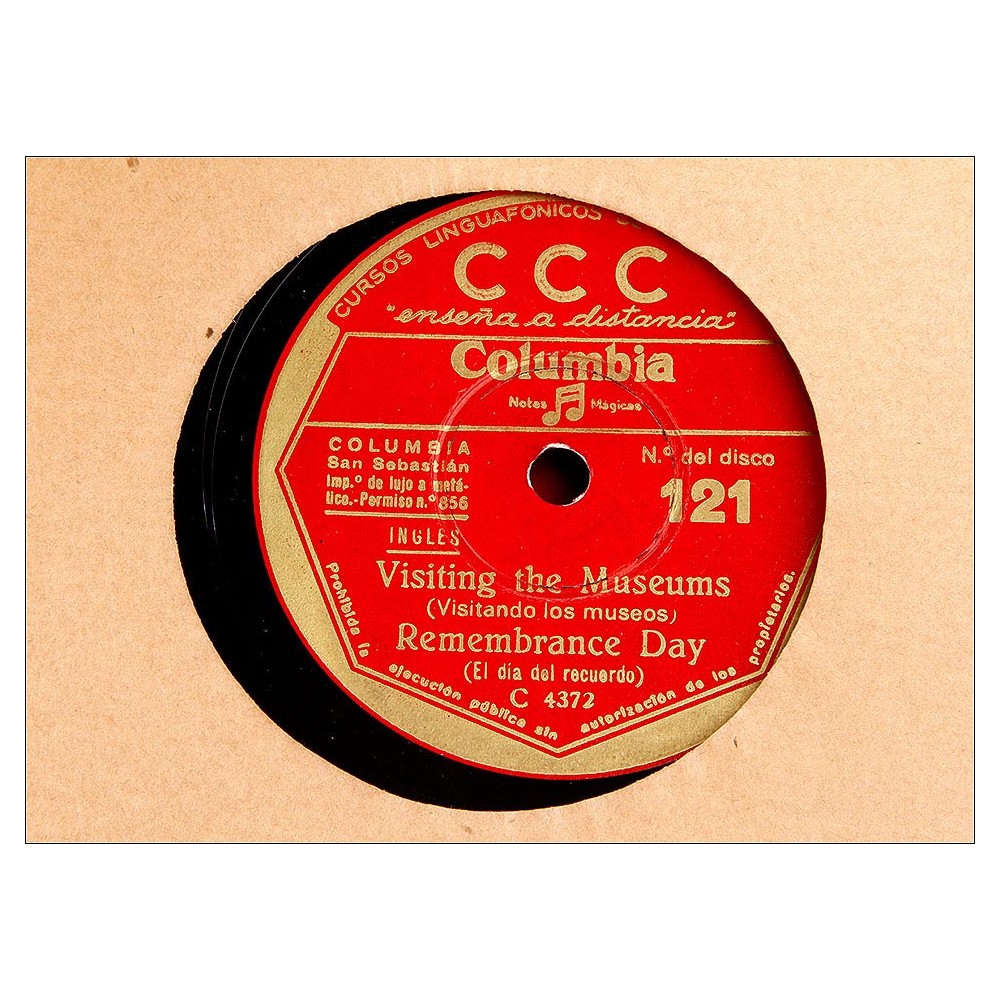 CURSOS LINGUAFONICOS
CCC
"enseña a distancia"
Columbia
Notas Mágicas
COLUMBIA
San Sebastián
Imp.º de lujo a metá-
lico.-Permiso n.º 856
N.º del disco
121
INGLES
Visiting the Museums
(Visitando los museos)
Remembrance Day
(El día del recuerdo)
C 4372
Prohibida la ejecución pública sin autorización de los propietarios.